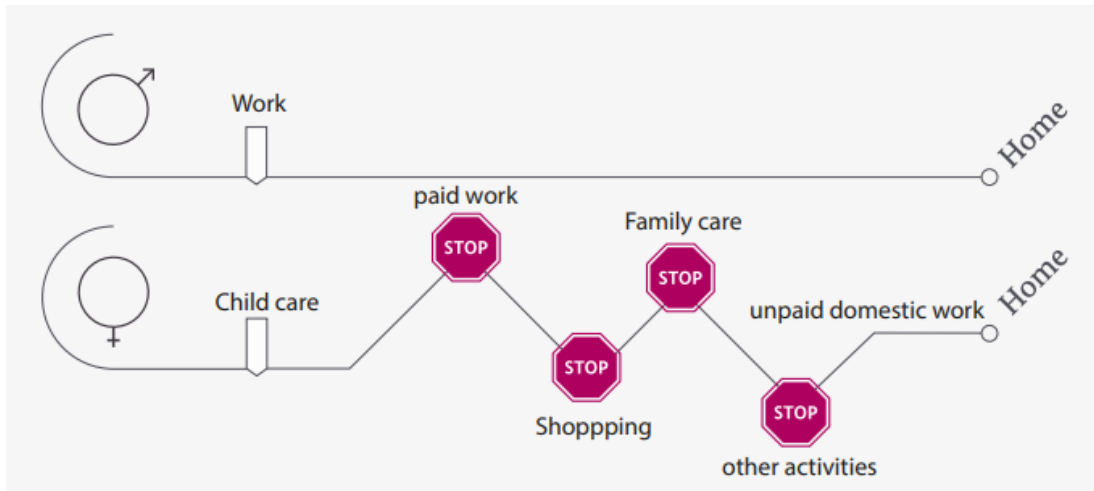 Work
Home
paid work
STOP
Family care
STOP
Child care
unpaid domestic work
Home
STOP
Shoppping
STOP
other activities